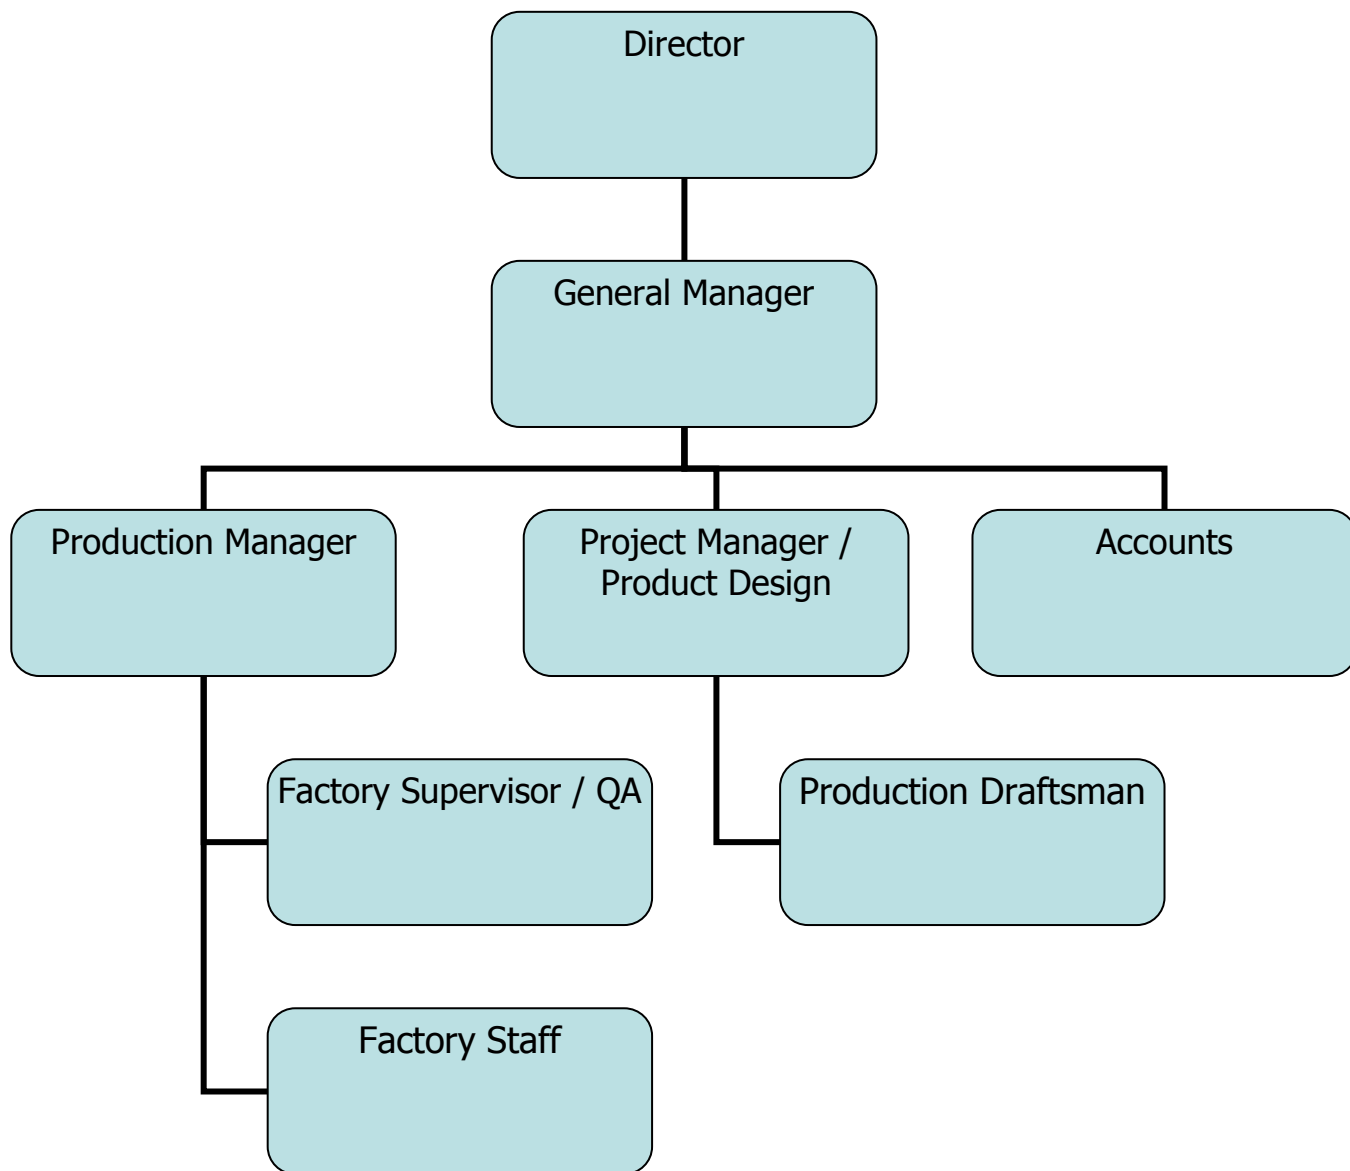 Director
General Manager
Production Manager
Project Manager /
Product Design
Accounts
Factory Supervisor / QA
Production Draftsman
Factory Staff